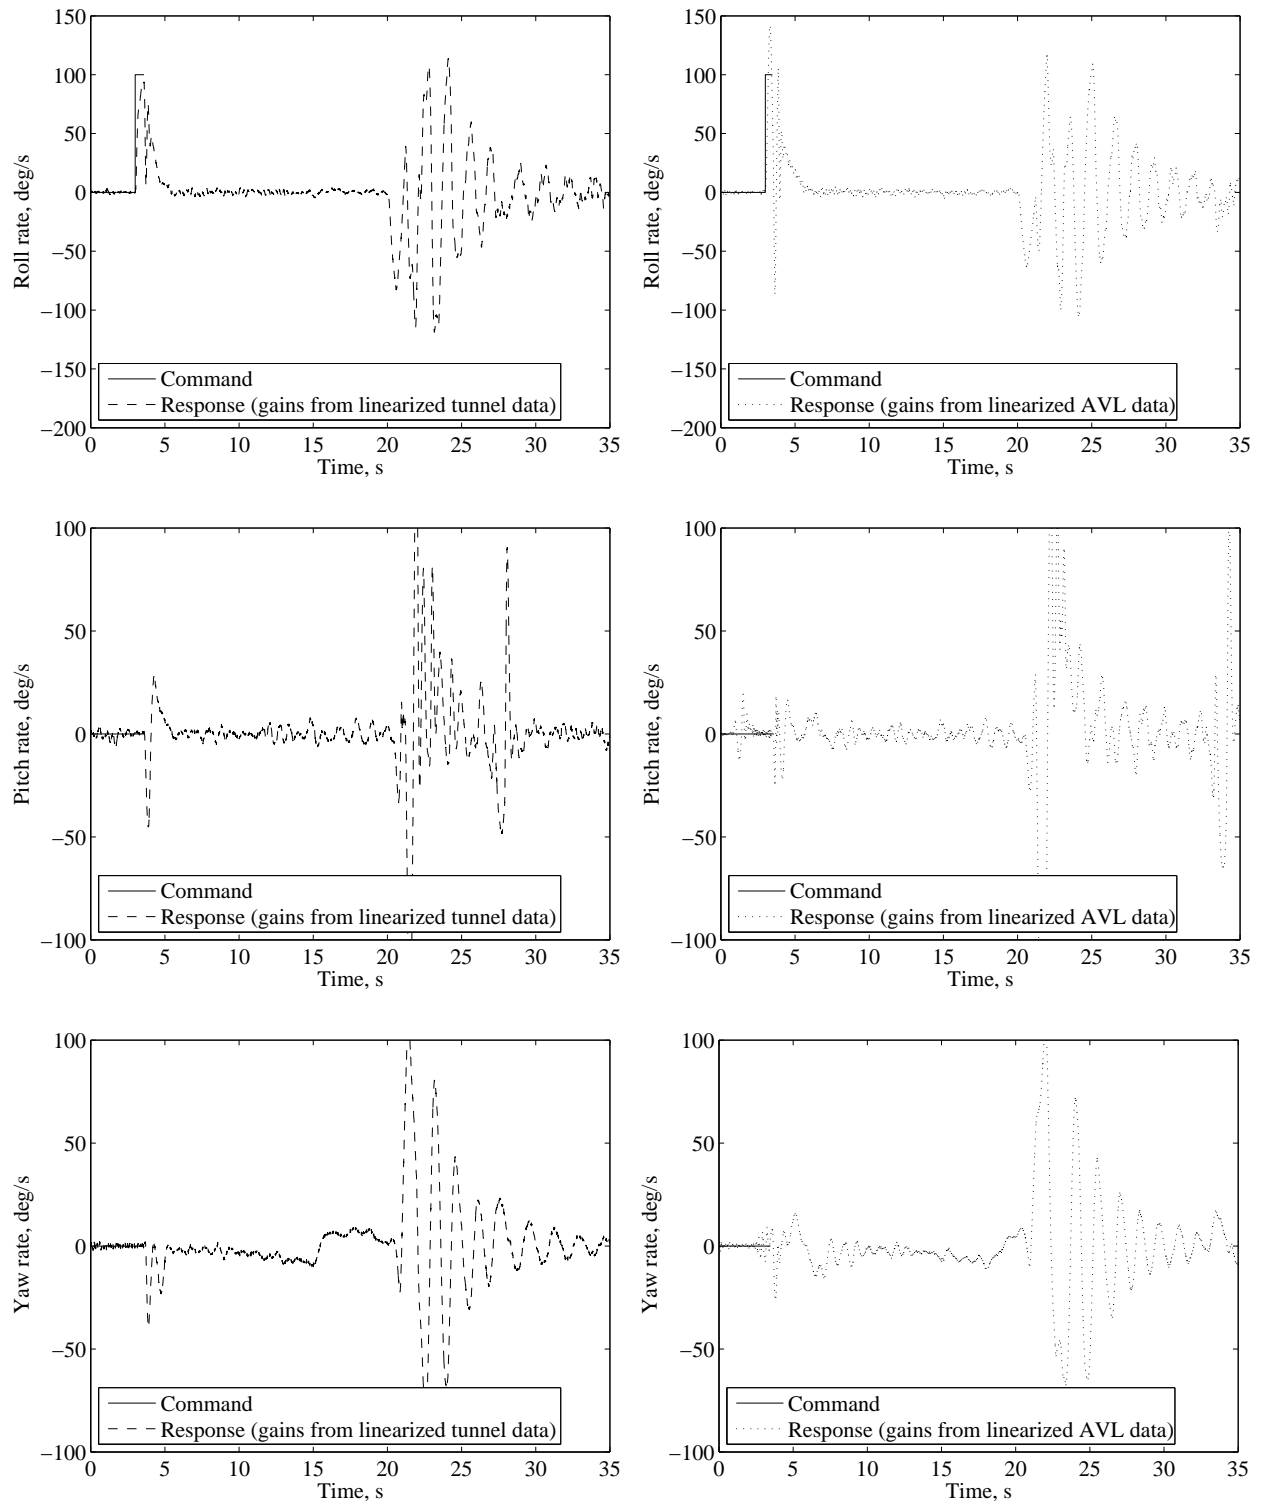 150
100
50
0
−50
−100
−150
−200
Roll rate, deg/s
Command
Response (gains from linearized tunnel data)
0 5 10 15 20 25 30 35
Time, s
150
100
50
0
−50
−100
−150
−200
Roll rate, deg/s
Command
Response (gains from linearized AVL data)
0 5 10 15 20 25 30 35
Time, s
100
50
0
−50
−100
Pitch rate, deg/s
Command
Response (gains from linearized tunnel data)
0 5 10 15 20 25 30 35
Time, s
100
50
0
−50
−100
Pitch rate, deg/s
Command
Response (gains from linearized AVL data)
0 5 10 15 20 25 30 35
Time, s
100
50
0
−50
−100
Yaw rate, deg/s
Command
Response (gains from linearized tunnel data)
0 5 10 15 20 25 30 35
Time, s
100
50
0
−50
−100
Yaw rate, deg/s
Command
Response (gains from linearized AVL data)
0 5 10 15 20 25 30 35
Time, s